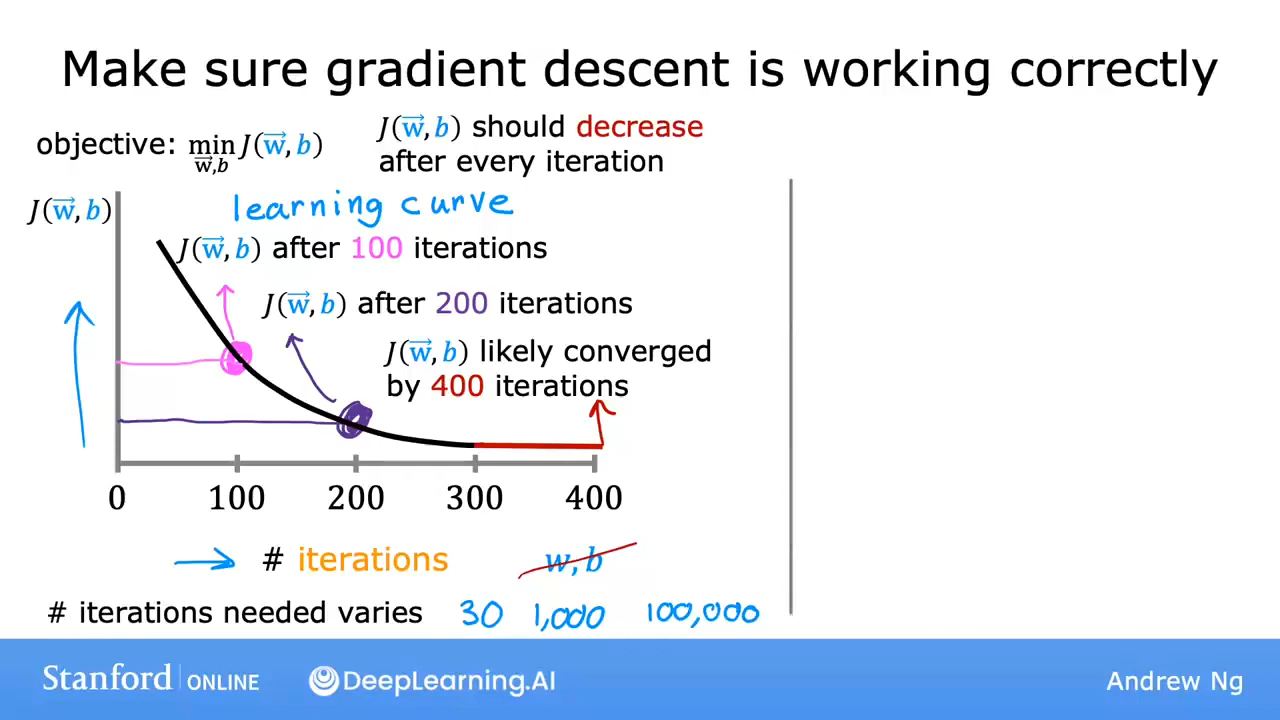 Make sure gradient descent is working correctly
objective: min J(w⃗, b)
w⃗,b
J(w⃗, b) should decrease
after every iteration
J(w⃗, b)
learning curve
J(w⃗, b) after 100 iterations
J(w⃗, b) after 200 iterations
J(w⃗, b) likely converged
by 400 iterations
0 100 200 300 400
# iterations w, b
# iterations needed varies 30 1,000 100,000
Stanford ONLINE DeepLearning.AI Andrew Ng